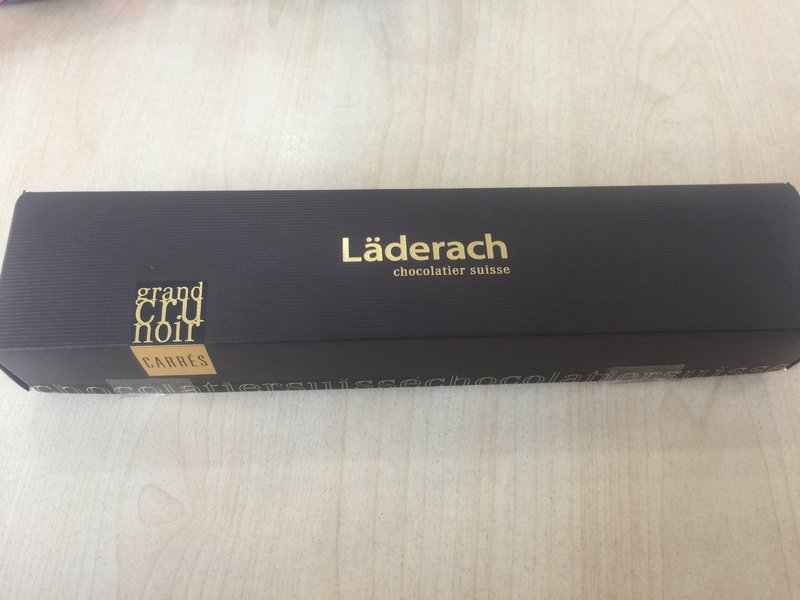 Läderach
chocolatier suisse
grand
cru
noir
CARRÉS
chocolatiersuissechocolatiersuisse